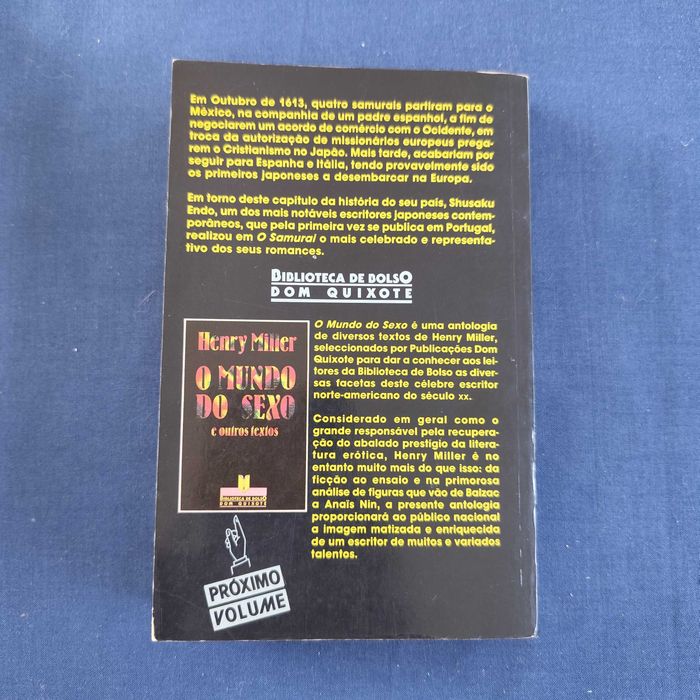 Em Outubro de 1613, quatro samurais partiram para o
México, na companhia de um padre espanhol, a fim de
negociarem um acordo de comércio com o Ocidente, em
troca da autorização de missionários europeus prega-
rem o Cristianismo no Japão. Mais tarde, acabariam por
seguir para Espanha e Itália, tendo provavelmente sido
os primeiros japoneses a desembarcar na Europa.
Em torno deste capítulo da história do seu país, Shusaku
Endo, um dos mais notáveis escritores japoneses contem-
porâneos, que pela primeira vez se publica em Portugal,
realizou em O Samurai o mais celebrado e representa-
tivo dos seus romances.
BIBLIOTECA DE BOLSO
DOM QUIXOTE
Henry Miller
O MUNDO
DO SEXO
e outros textos
BIBLIOTECA DE BOLSO
DOM QUIXOTE
PRÓXIMO
VOLUME
O Mundo do Sexo é uma antologia
de diversos textos de Henry Miller,
seleccionados por Publicações Dom
Quixote para dar a conhecer aos lei-
tores da Biblioteca de Bolso as diver-
sas facetas deste célebre escritor
norte-americano do século XX.
Considerado em geral como o
grande responsável pela recupera-
ção do abalado prestígio da litera-
tura erótica, Henry Miller é no
entanto muito mais do que isso: da
ficção ao ensaio e na primorosa
análise de figuras que vão de Balzac
a Anaïs Nin, a presente antologia
proporcionará ao público nacional
a imagem matizada e enriquecida
de um escritor de muitos e variados
talentos.